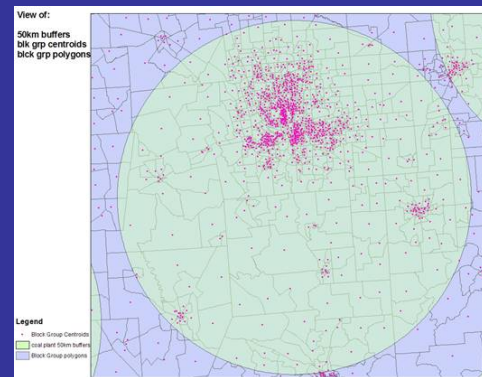 View of:
50km buffers
blk grp centroids
blck grp polygons
Legend
Block Group Centroids
coal plant 50km buffers
Block Group polygons